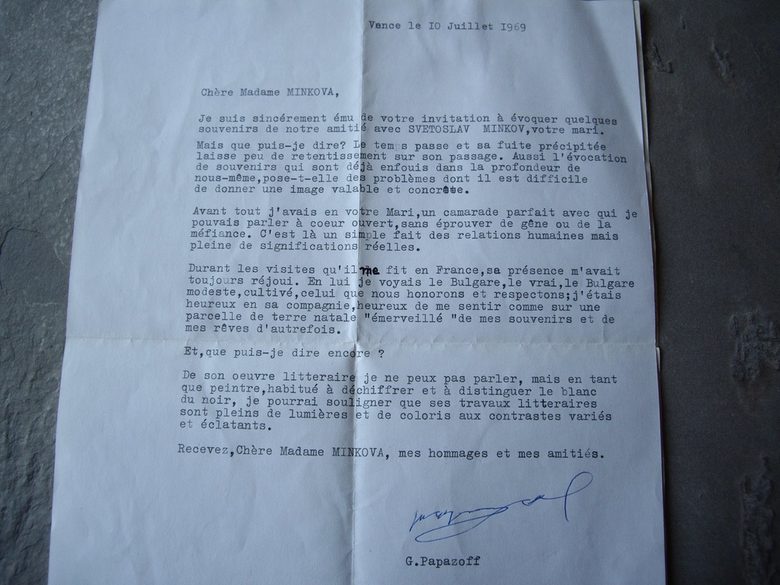 Vence le IO Juillet I969
Chère Madame MINKOVA,
Je suis sincérement ému de votre invitation à évoquer quelques
souvenirs de notre amitié avec SVETOSLAV MINKOV,votre mari.
Mais que puis-je dire? Le tem s passe et sa fuite précipitée
laisse peu de retentissement sur son passage. Aussi l'évocation
de souvenirs qui sont déjà enfouis dans la profondeur de
nous-même,pose-t-elle des problèmes dont il est difficile
de donner une image valable et concrète.
Avant tout j'avais en votre Mari,un camarade parfait avec qui je
pouvais parler à coeur ouvert,sans éprouver de gêne ou de la
méfiance. C'est là un simple fait des relations humaines mais
pleine de significations réelles.
Durant les visites qu'il me fit en France,sa présence m'avait
toujours réjoui. En lui je voyais le Bulgare,le vrai,le Bulgare
modeste,cultivé,celui que nous honorons et respectons;j'étais
heureux en sa compagnie,heureux de me sentir comme sur une
parcelle de terre natale "émerveillé "de mes souvenirs et de
mes rêves d'autrefois.
Et,que puis-je dire encore ?
De son oeuvre litteraire je ne peux pas parler, mais en tant
que peintre,habitué à déchiffrer et à distinguer le blanc
du noir, je pourrai souligner que ses travaux litteraires
sont pleins de lumières et de coloris aux contrastes variés
et éclatants.
Recevez,Chère Madame MINKOVA, mes hommages et mes amitiés.
G.Papazoff